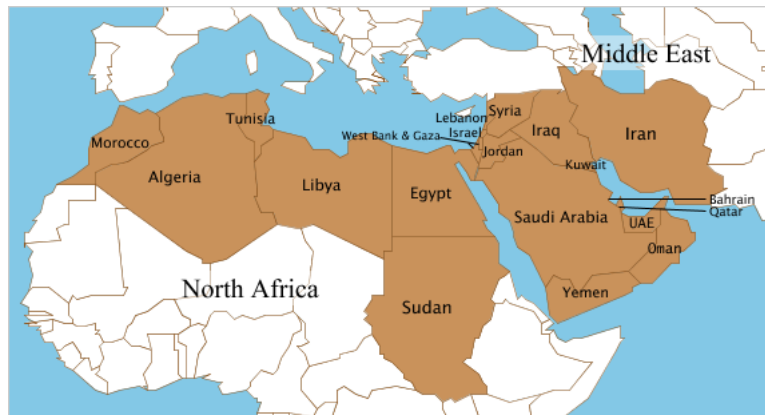 Middle East
Tunisia
Morocco
Algeria
Libya
Egypt
West Bank & Gaza
Lebanon
Israel
Syria
Jordan
Iraq
Iran
Kuwait
Bahrain
Qatar
Saudi Arabia
UAE
Oman
Yemen
North Africa
Sudan